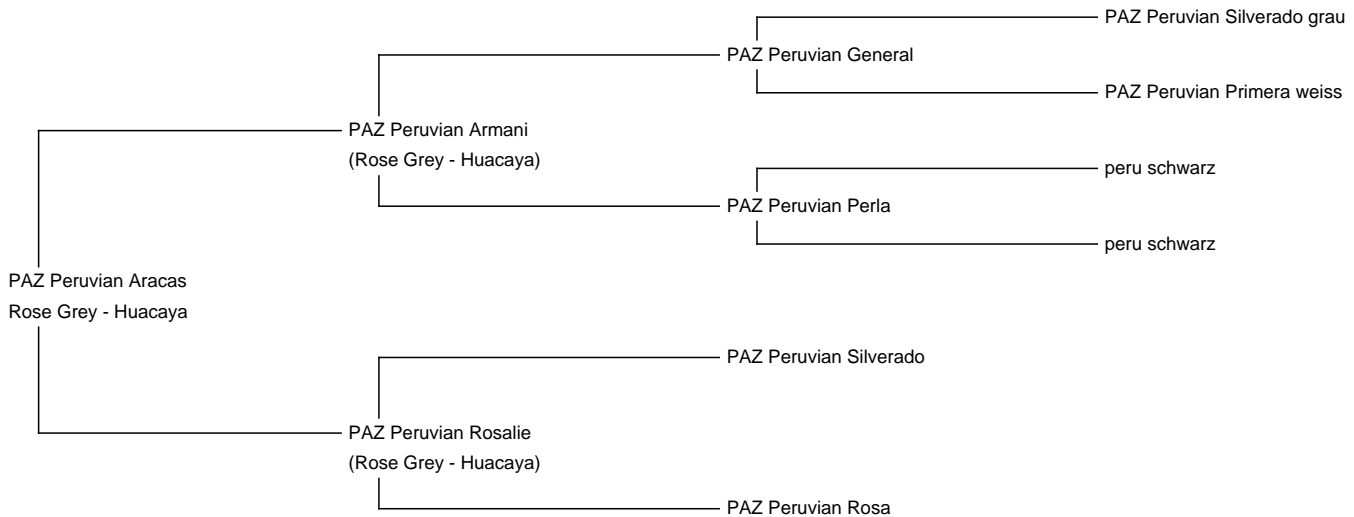 PAZ Peruvian Silverado grau
PAZ Peruvian General
PAZ Peruvian Primera weiss
PAZ Peruvian Armani
(Rose Grey - Huacaya)
peru schwarz
PAZ Peruvian Perla
peru schwarz
PAZ Peruvian Aracas
Rose Grey - Huacaya
PAZ Peruvian Silverado
PAZ Peruvian Rosalie
(Rose Grey - Huacaya)
PAZ Peruvian Rosa